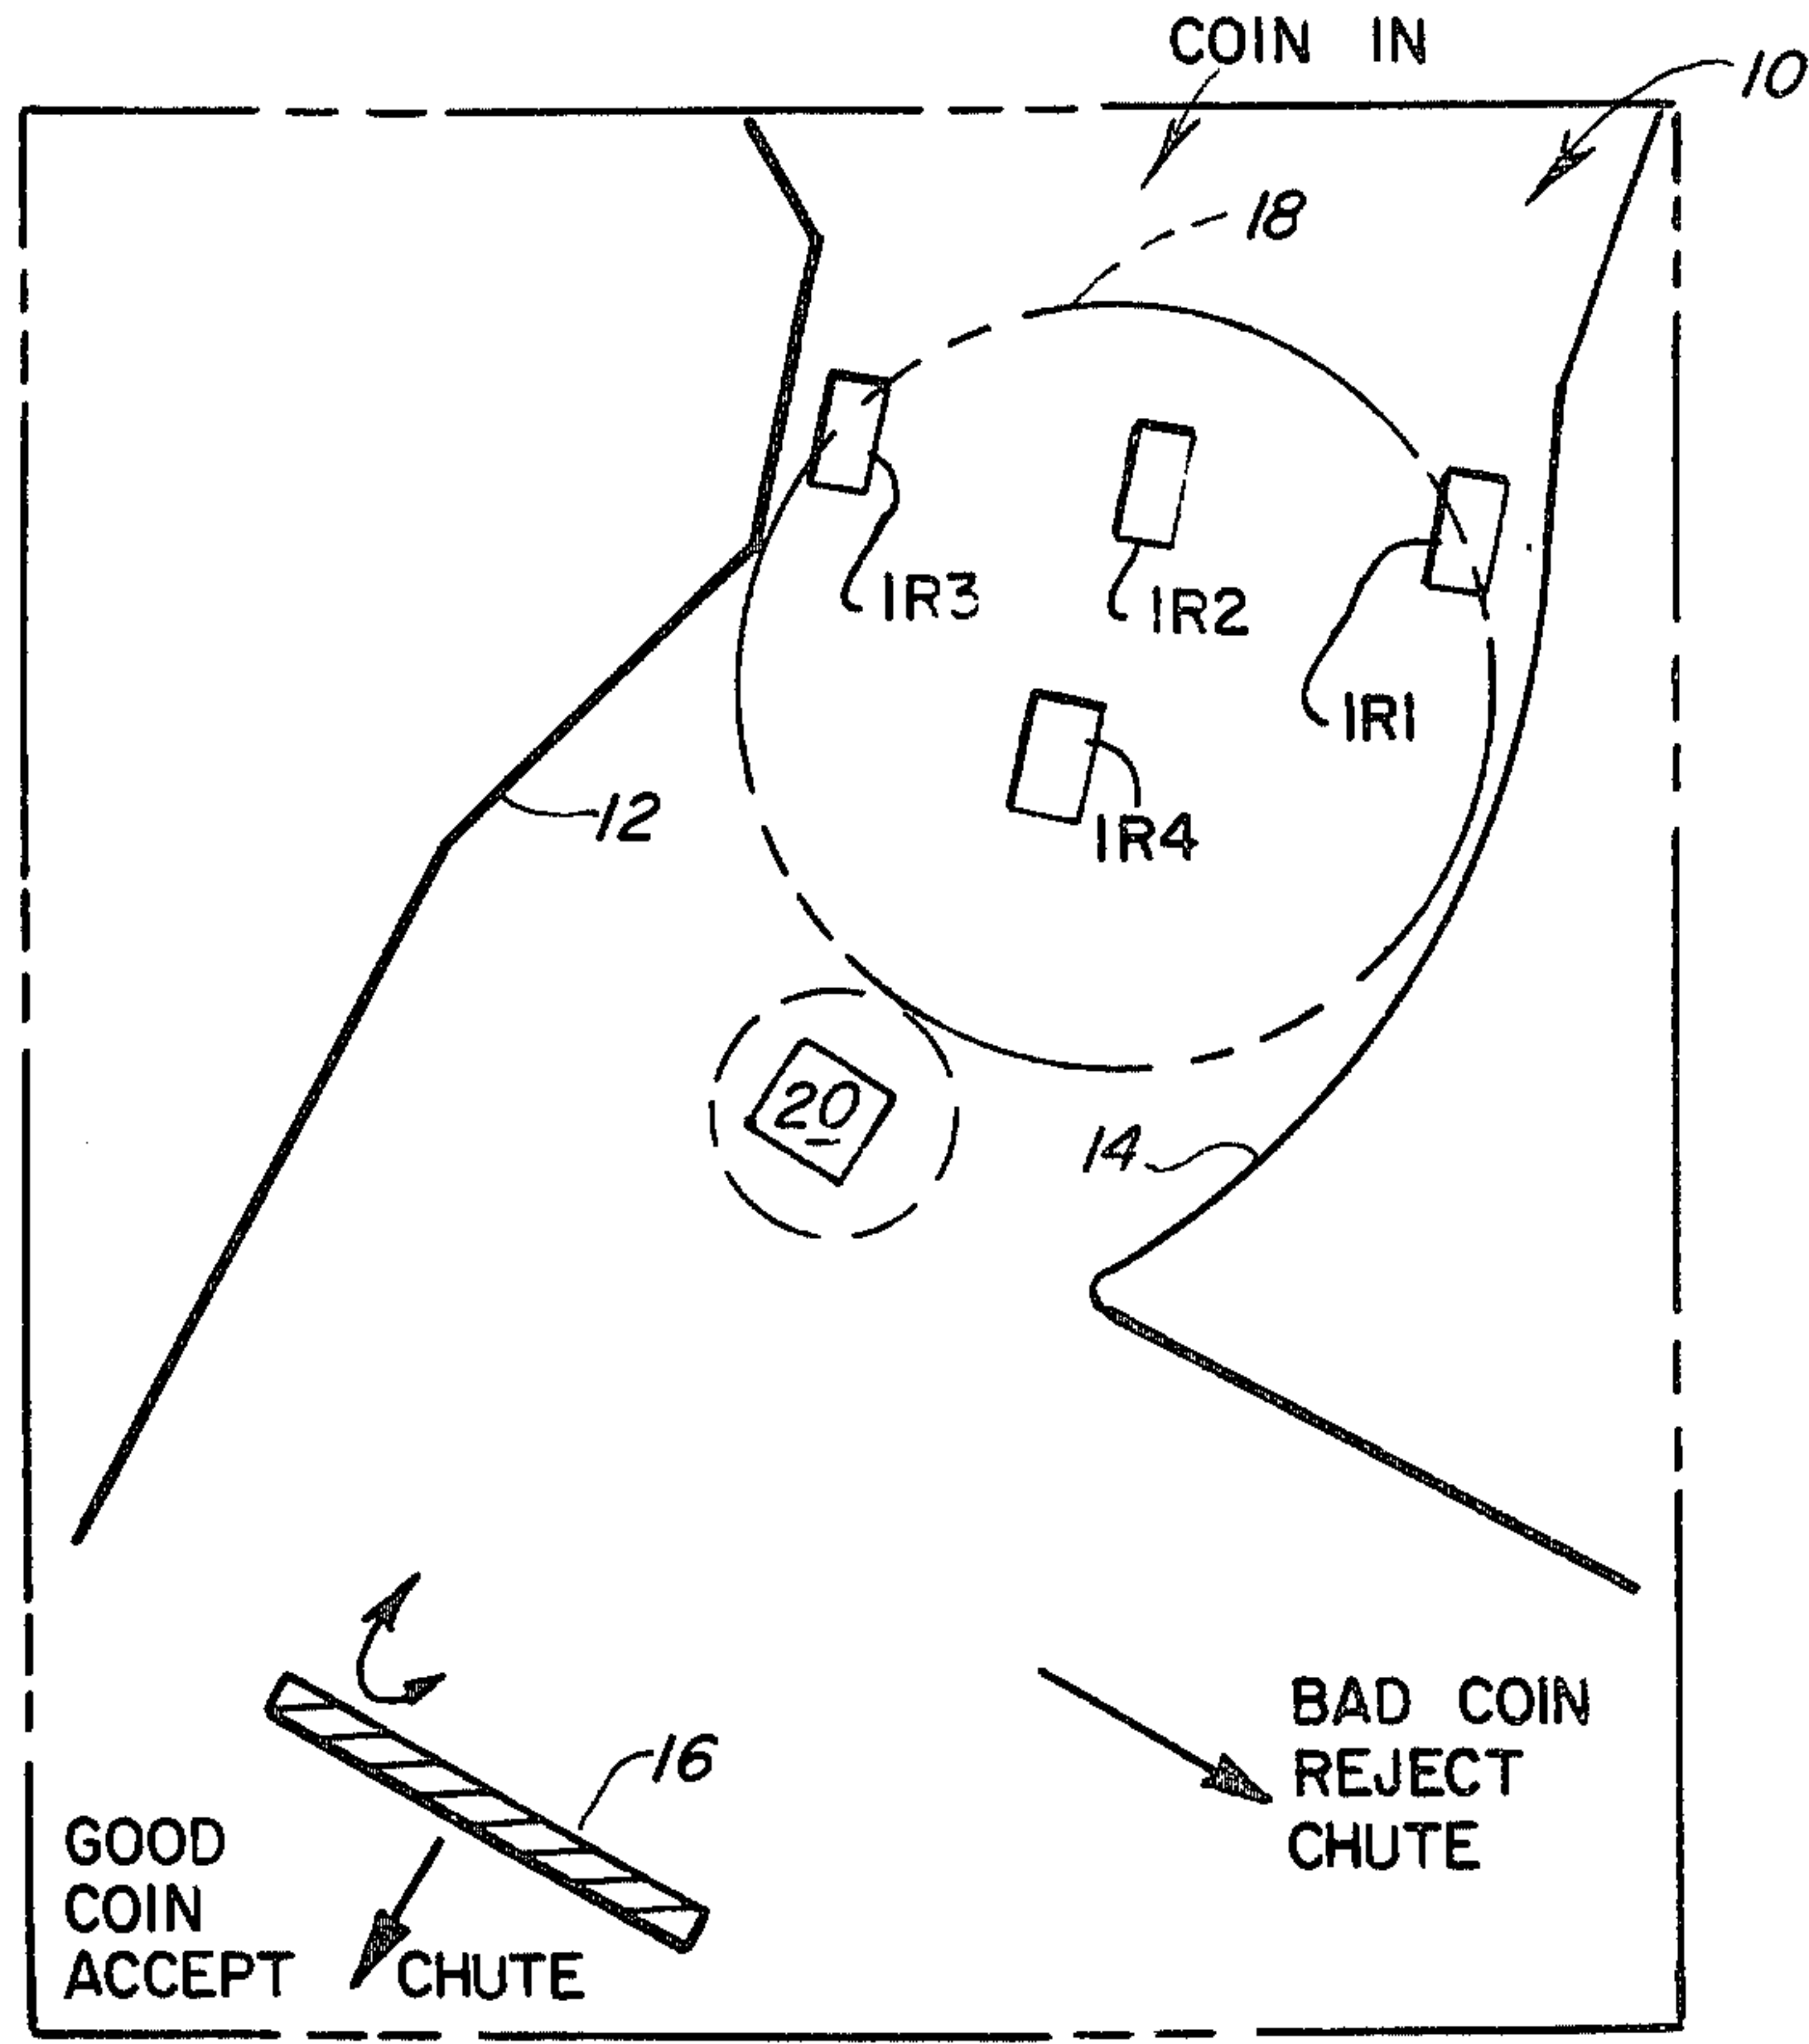 COIN IN
10
18
IR3
IR2
IR1
12
IR4
20
14
16
BAD COIN
REJECT
CHUTE
GOOD
COIN
ACCEPT CHUTE